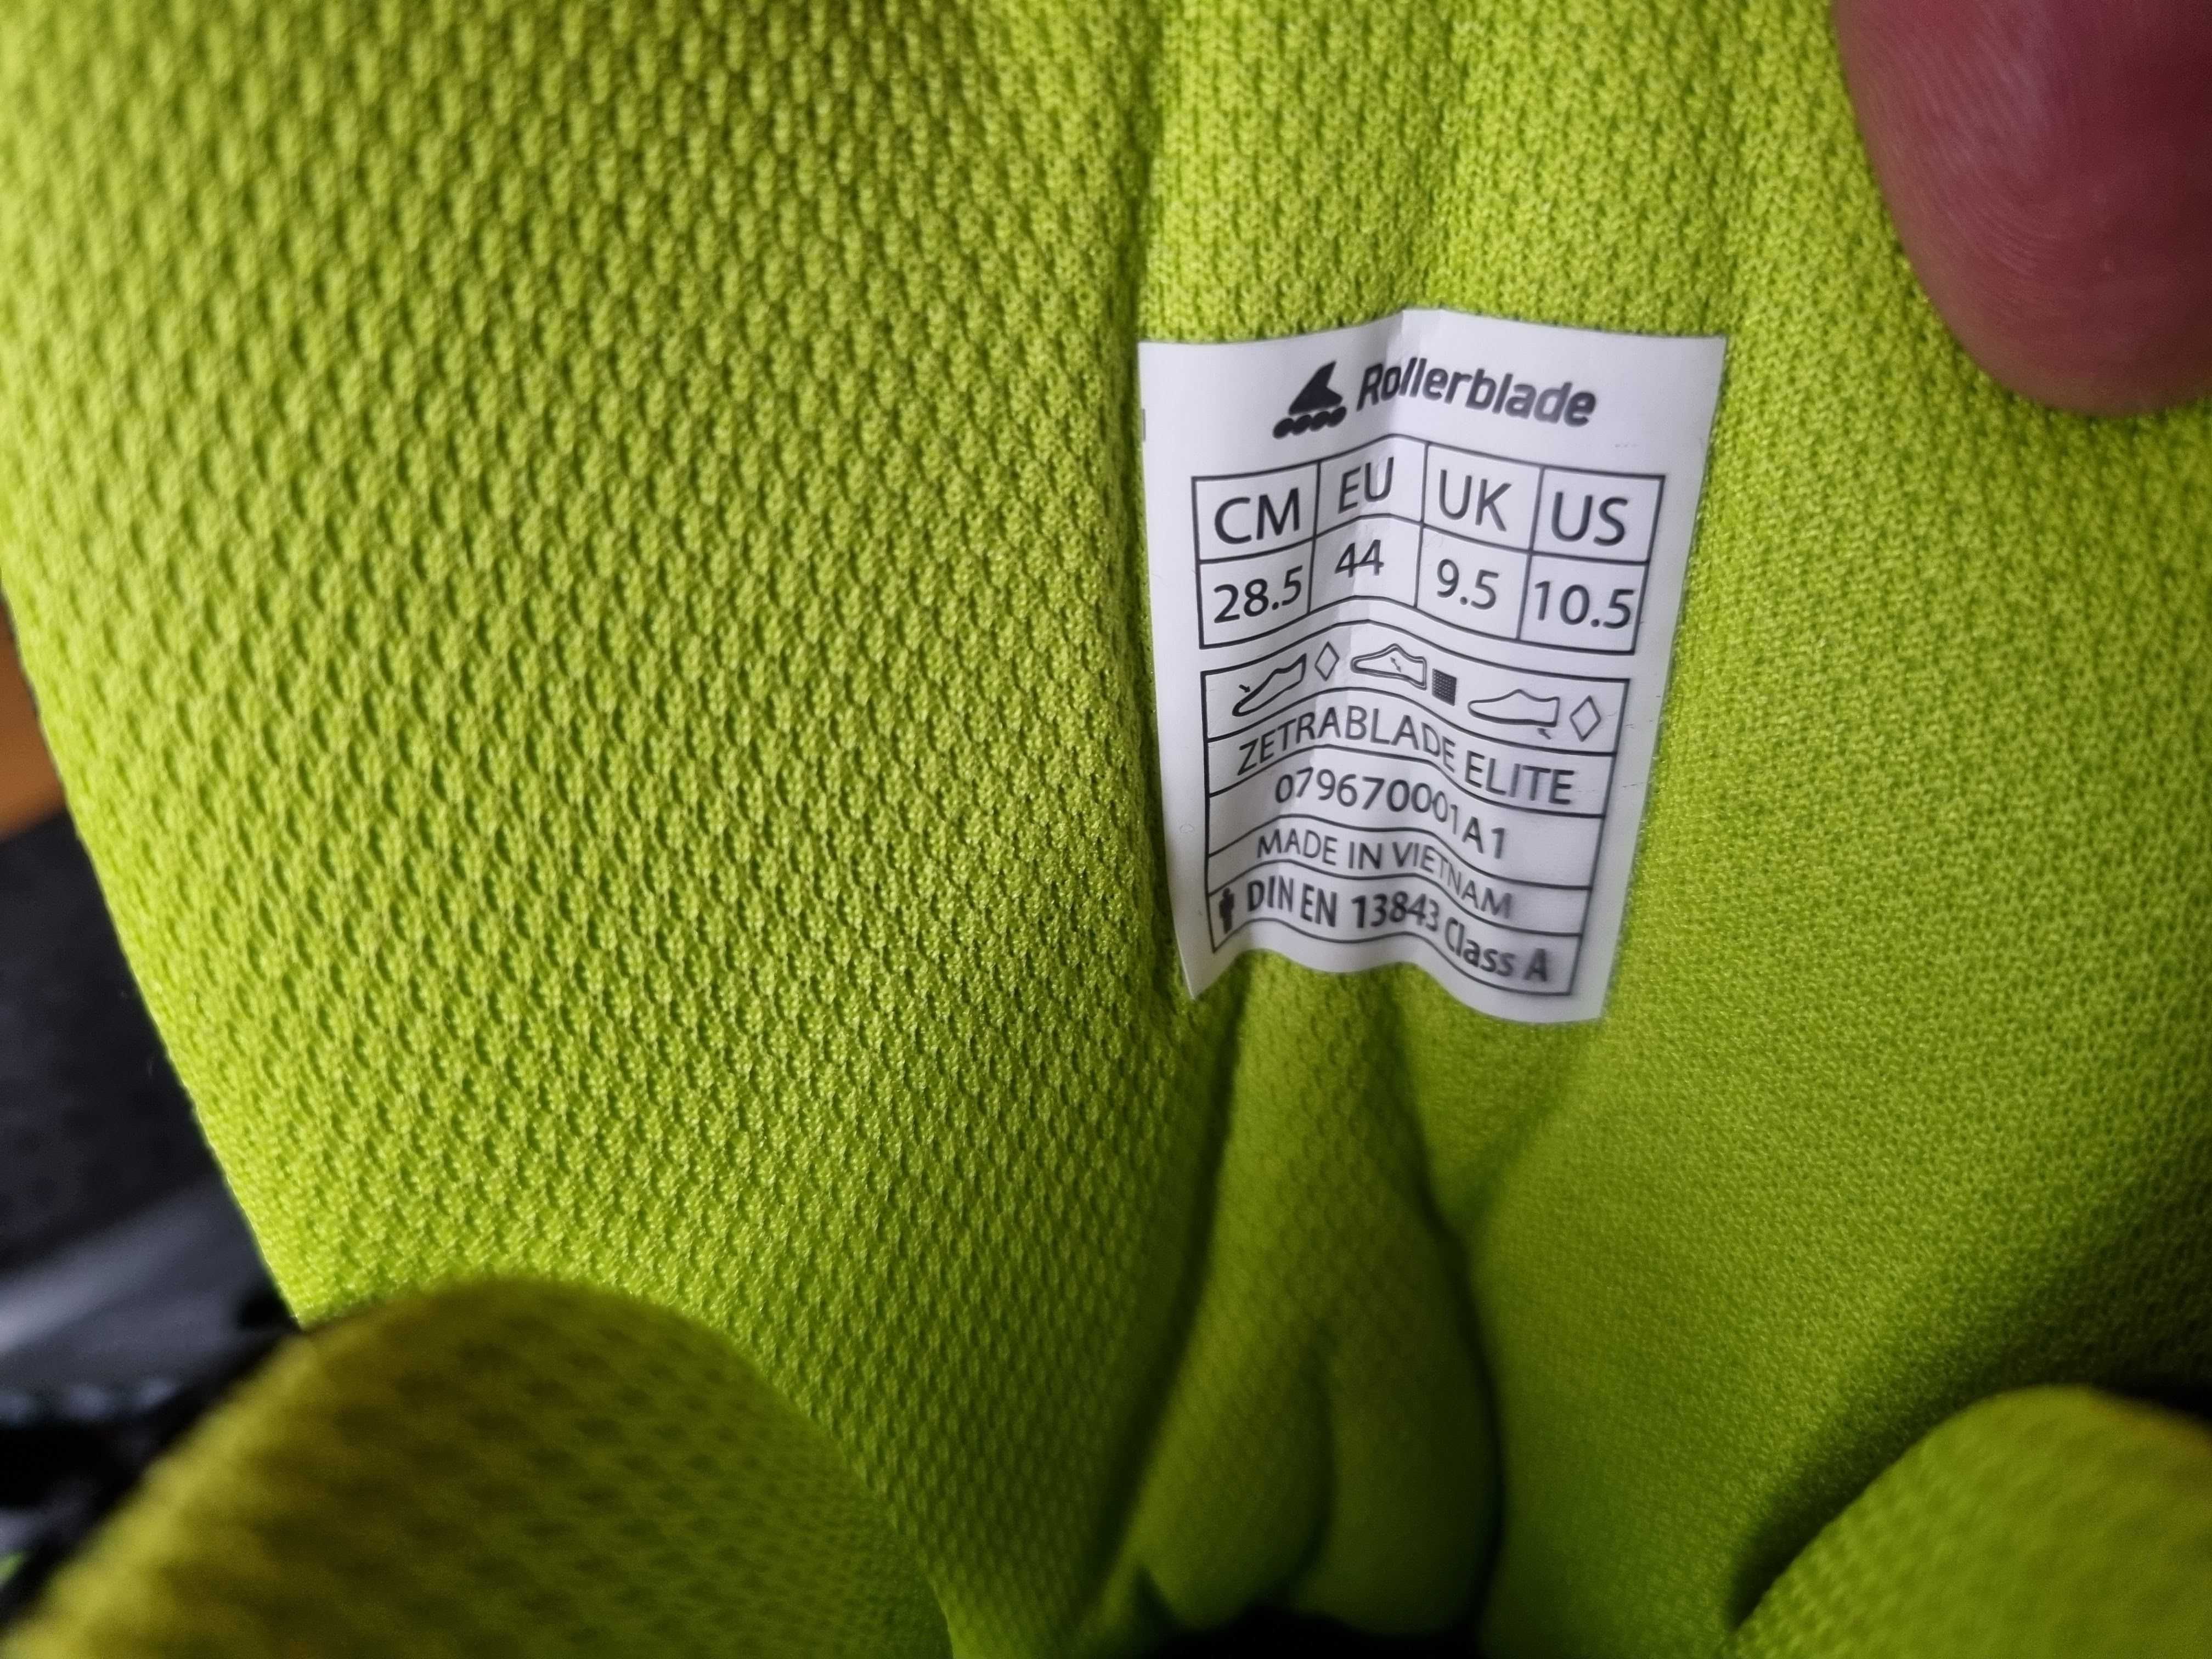 Rollerblade
CM EU UK US
28.5 44 9.5 10.5
ZETRABLADE ELITE
079670001A1
MADE IN VIETNAM
DIN EN 13843 Class A